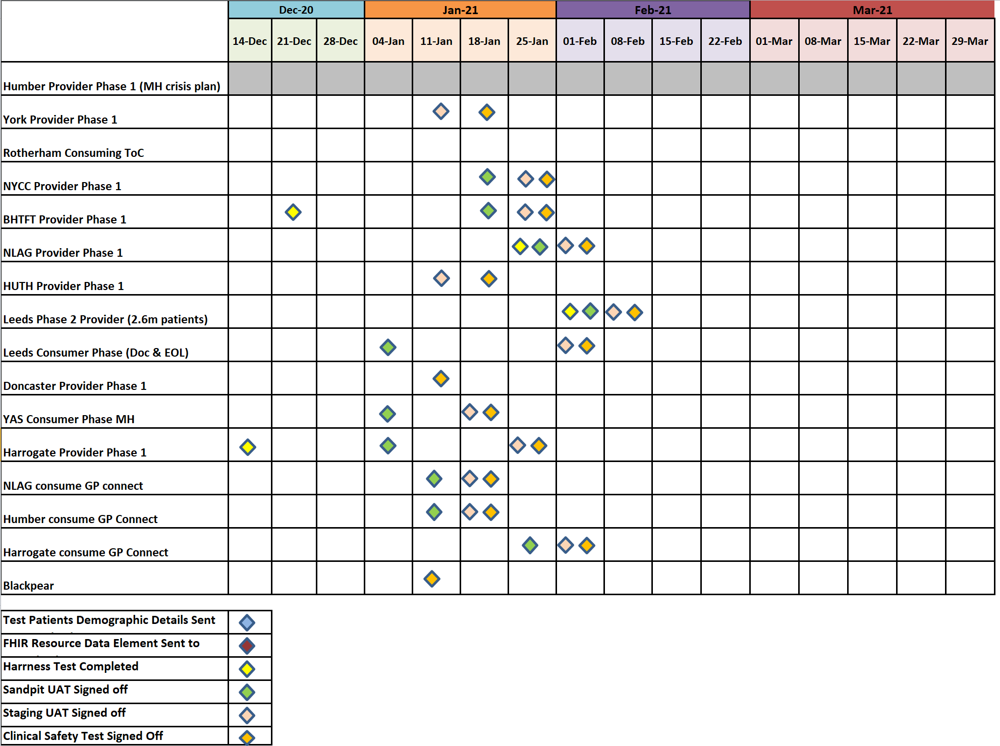 Dec-20 Jan-21 Feb-21 Mar-21
14-Dec 21-Dec 28-Dec 04-Jan 11-Jan 18-Jan 25-Jan 01-Feb 08-Feb 15-Feb 22-Feb 01-Mar 08-Mar 15-Mar 22-Mar 29-Mar
Humber Provider Phase 1 (MH crisis plan)
York Provider Phase 1
Rotherham Consuming ToC
NYCC Provider Phase 1
BHTFT Provider Phase 1
NLAG Provider Phase 1
HUTH Provider Phase 1
Leeds Phase 2 Provider (2.6m patients)
Leeds Consumer Phase (Doc & EOL)
Doncaster Provider Phase 1
YAS Consumer Phase MH
Harrogate Provider Phase 1
NLAG consume GP connect
Humber consume GP Connect
Harrogate consume GP Connect
Blackpear
Test Patients Demographic Details Sent
FHIR Resource Data Element Sent to
Harrness Test Completed
Sandpit UAT Signed off
Staging UAT Signed off
Clinical Safety Test Signed Off